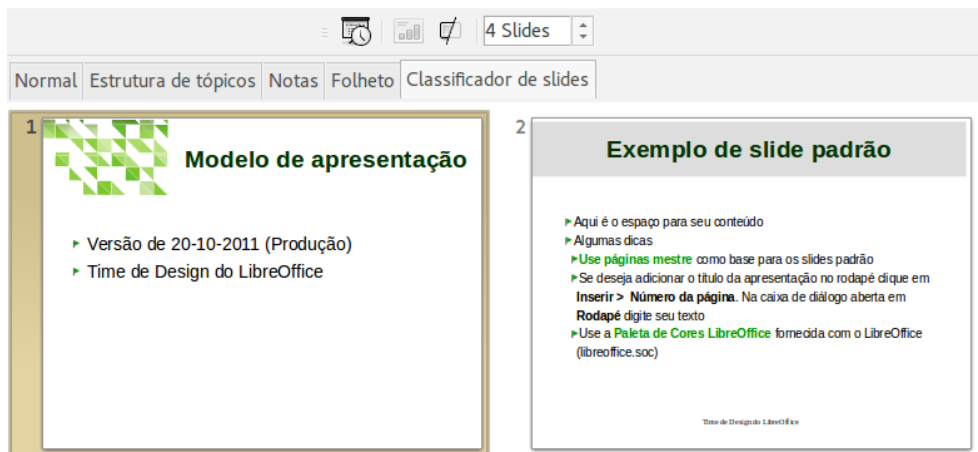 4 Slides
Normal Estrutura de tópicos Notas Folheto Classificador de slides
1
Modelo de apresentação
Versão de 20-10-2011 (Produção)
Time de Design do LibreOffice
2
Exemplo de slide padrão
Aqui é o espaço para seu conteúdo
Algumas dicas
Use páginas mestre como base para os slides padrão
Se deseja adicionar o título da apresentação no rodapé clique em
Inserir > Número da página. Na caixa de diálogo aberta em
Rodapé digite seu texto
Use a Paleta de Cores LibreOffice fornecida com o LibreOffice
(libreoffice.soc)
Time de Design do LibreOffice